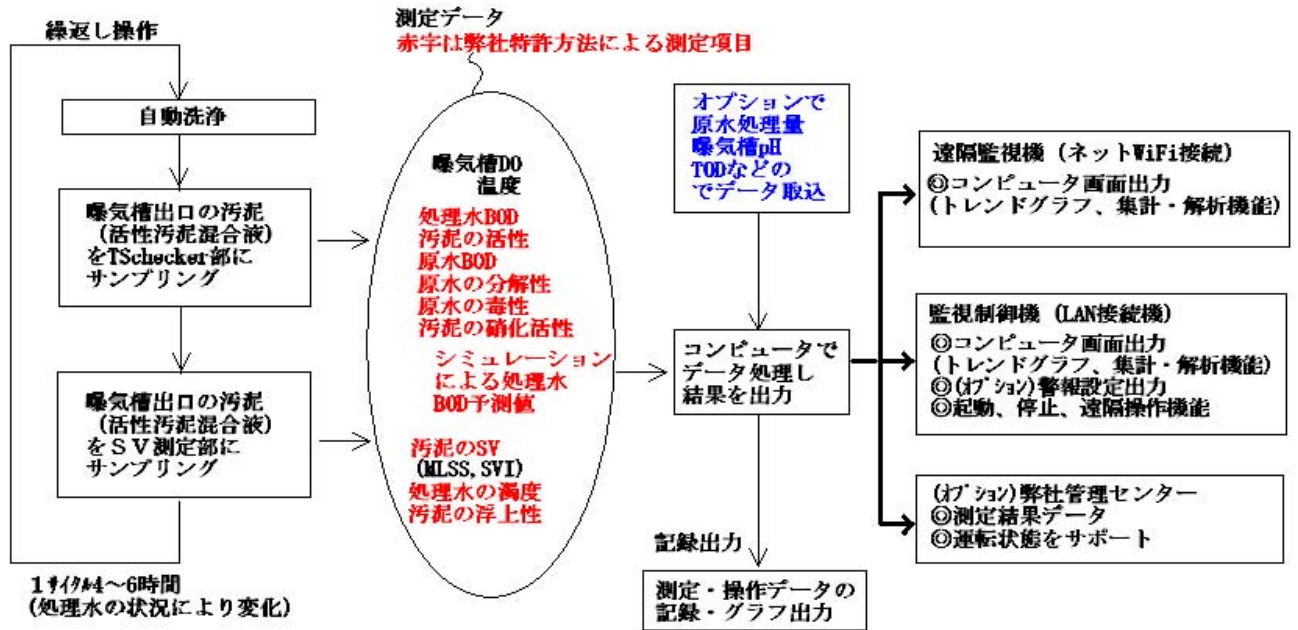 繰返し操作
自動洗浄
曝気槽出口の汚泥
(活性汚泥混合液)
をTSchecker部に
サンプリング
曝気槽出口の汚泥
(活性汚泥混合液)
をSV測定部に
サンプリング
1サイクル4~6時間
(処理水の状況により変化)
測定データ
赤字は弊社特許方法による測定項目
曝気槽DO
温度
処理水BOD
汚泥の活性
原水BOD
原水の分解性
原水の毒性
汚泥の硝化活性
シミュレーション
による処理水
BOD予測値
汚泥のSV
(MLSS,SVI)
処理水の濁度
汚泥の浮上性
オプションで
原水処理量
曝気槽pH
TODなどの
でデータ取込
コンピュータで
データ処理し
結果を出力
記録出力
測定・操作データの
記録・グラフ出力
遠隔監視機(ネットWiFi接続)
◎コンピュータ画面出力
(トレンドグラフ、集計・解析機能)
監視制御機(LAN接続機)
◎コンピュータ画面出力
(トレンドグラフ、集計・解析機能)
◎(オプション)警報設定出力
◎起動、停止、遠隔操作機能
(オプション)弊社管理センター
◎測定結果データ
◎運転状態をサポート